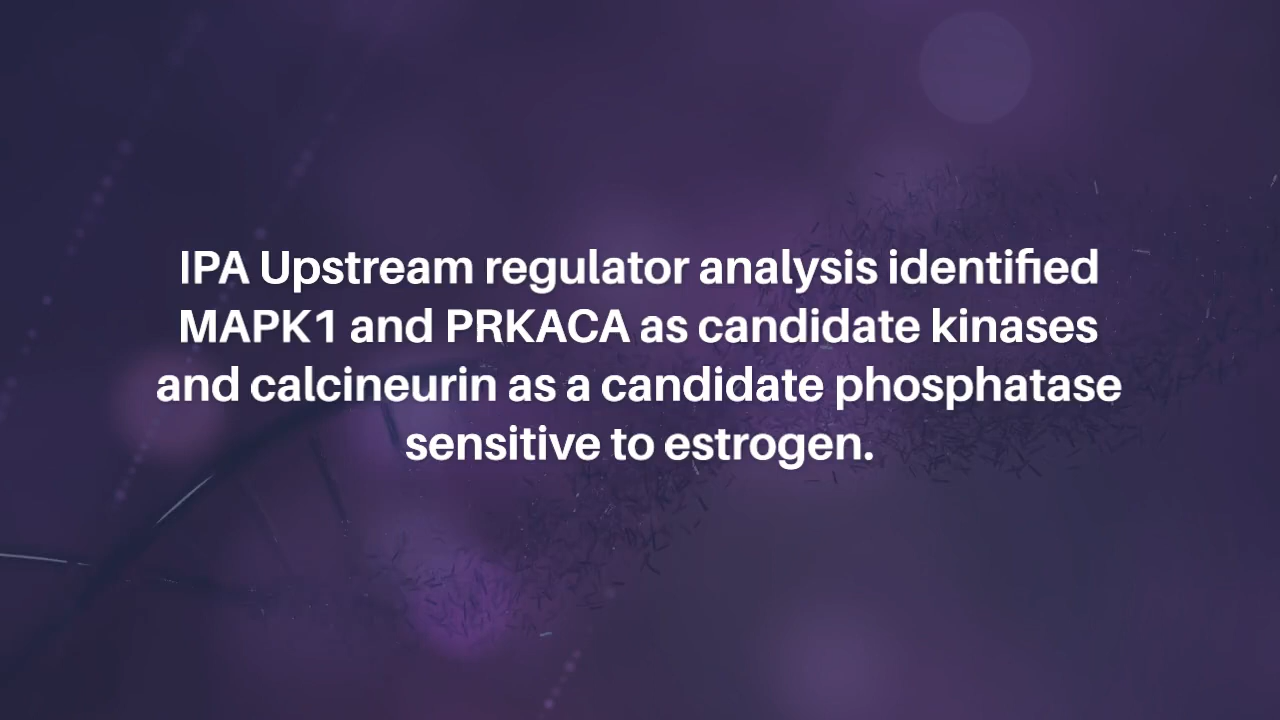 IPA Upstream regulator analysis identified
MAPK1 and PRKACA as candidate kinases
and calcineurin as a candidate phosphatase
sensitive to estrogen.